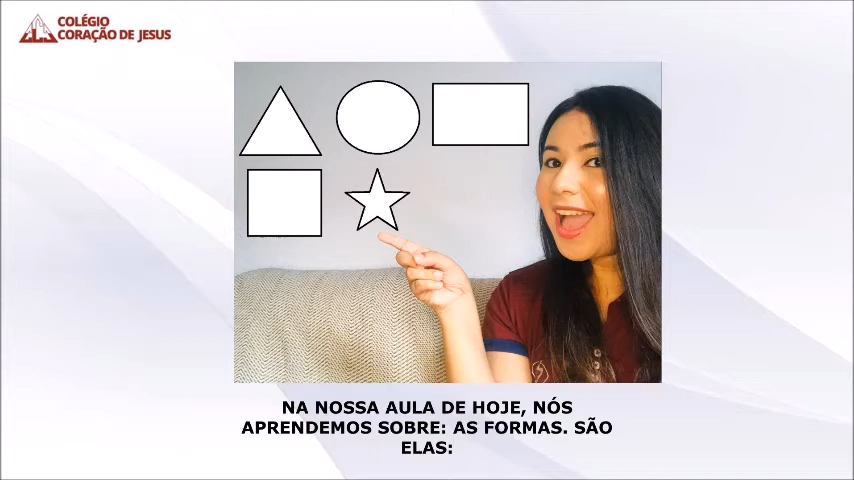 COLÉGIO
CORAÇÃO DE JESUS
NA NOSSA AULA DE HOJE, NÓS
APRENDEMOS SOBRE: AS FORMAS. SÃO
ELAS: